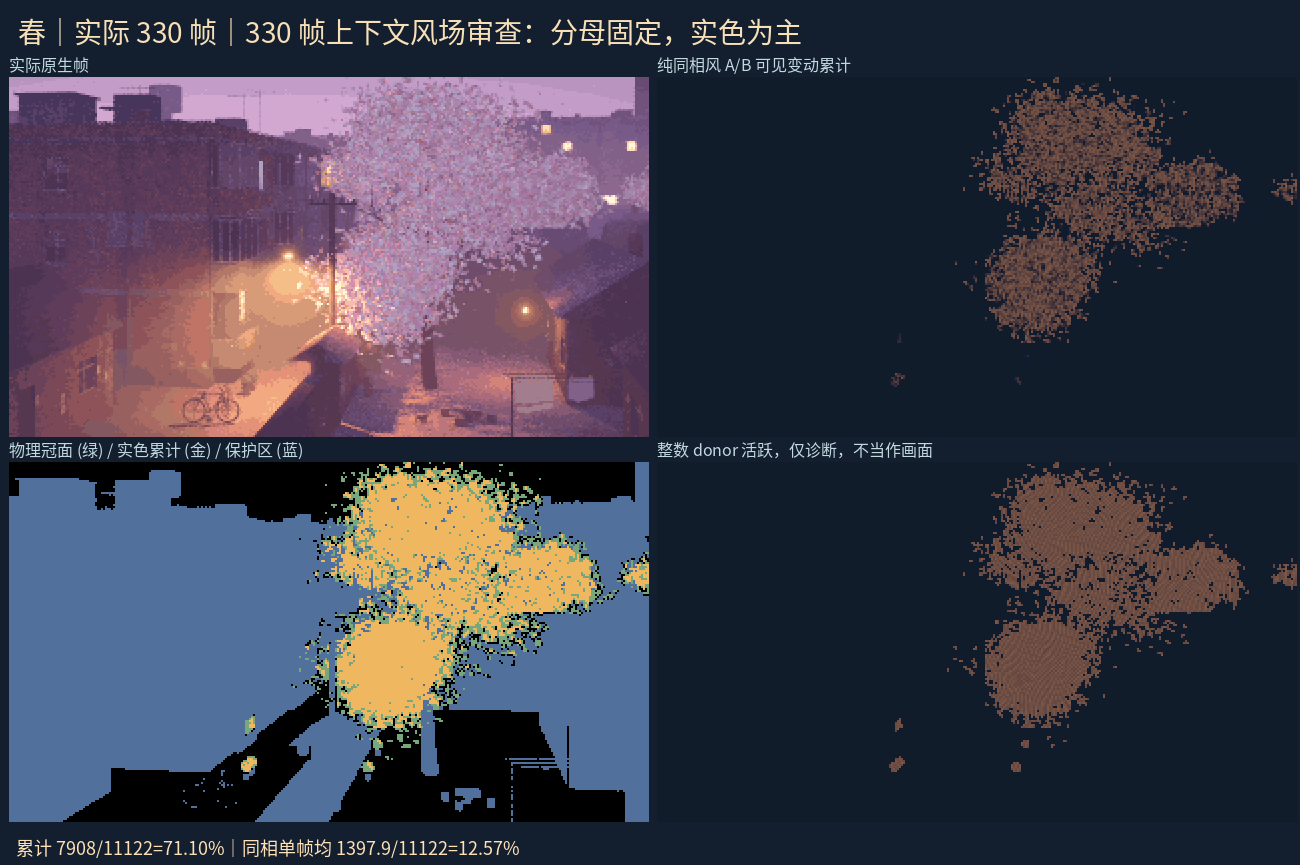 春｜实际 330 帧｜330 帧上下文风场审查：分母固定，实色为主
实际原生帧
纯同相风 A/B 可见变动累计
物理冠面 (绿) / 实色累计 (金) / 保护区 (蓝)
整数 donor 活跃，仅诊断，不当作画面
累计 7908/11122=71.10%｜同相单帧均 1397.9/11122=12.57%